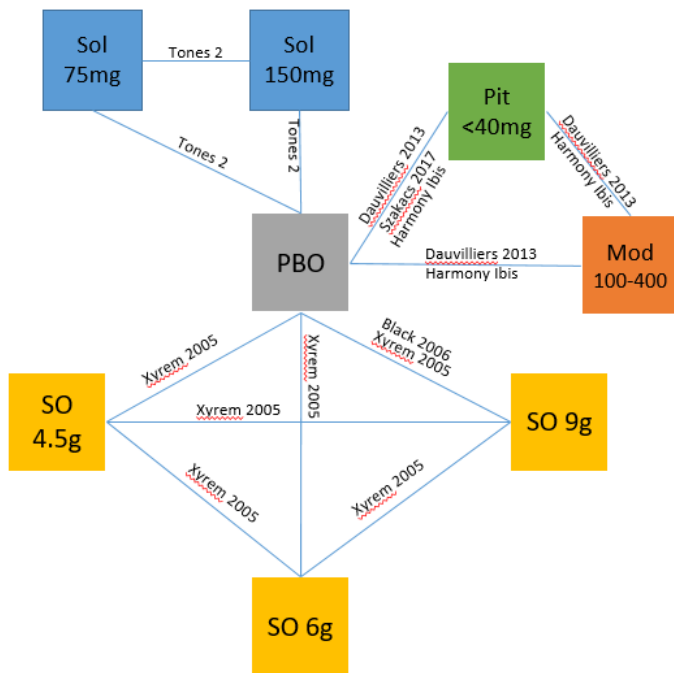 Sol
75mg
Tones 2
Sol
150mg
Tones 2
Tones 2
Pit
<40mg
Dauvilliers 2013
Szakacs 2017
Harmony Ibis
Dauvilliers 2013
Harmony Ibis
PBO
Dauvilliers 2013
Harmony Ibis
Mod
100-400
Xyrem 2005
Xyrem 2005
Black 2006
Xyrem 2005
SO
4.5g
Xyrem 2005
SO 9g
Xyrem 2005
Xyrem 2005
SO 6g